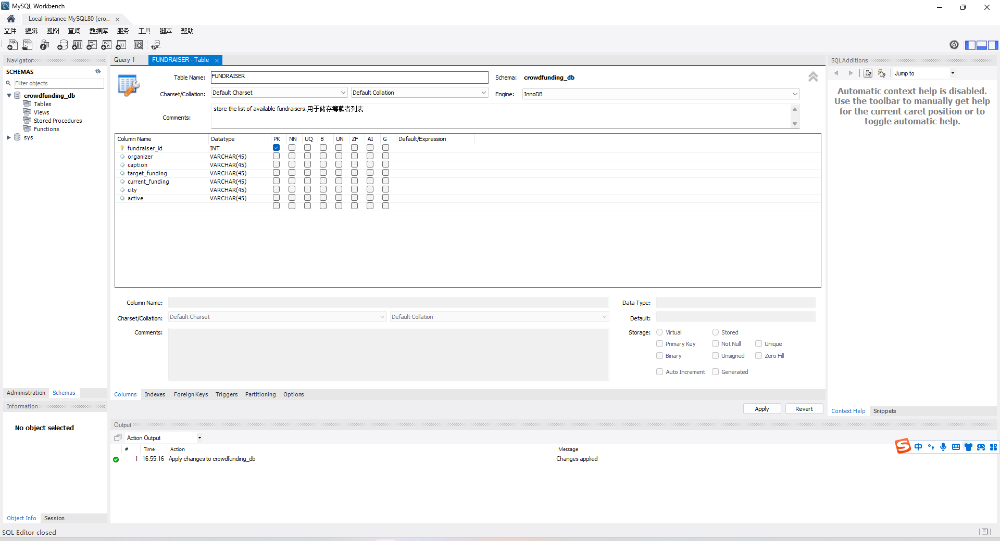 MySQL Workbench
Local instance MySQL80 (cro...
文件 编辑 视图 查询 数据库 服务 工具 脚本 帮助
Navigator
SCHEMAS
Filter objects
crowdfunding_db
Tables
Views
Stored Procedures
Functions
sys
Administration Schemas
Information
No object selected
Object Info Session
SQL Editor closed
Query 1 FUNDRAISER - Table
Table Name: FUNDRAISER Schema: crowdfunding_db
Charset/Collation: Default Charset Default Collation Engine: InnoDB
Comments: store the list of available fundraisers.用于储存筹款者列表
Column Name Datatype PK NN UQ B UN ZF AI G Default/Expression
fundraiser_id INT
organizer VARCHAR(45)
caption VARCHAR(45)
target_funding VARCHAR(45)
current_funding VARCHAR(45)
city VARCHAR(45)
active VARCHAR(45)
Column Name: Data Type:
Charset/Collation: Default Charset Default Collation Default:
Comments: Storage: Virtual Stored
Primary Key Not Null Unique
Binary Unsigned Zero Fill
Auto Increment Generated
Columns Indexes Foreign Keys Triggers Partitioning Options
Apply Revert
Output
Action Output
# Time Action Message
1 16:55:16 Apply changes to crowdfunding_db Changes applied
SQLAdditions
Jump to
Automatic context help is disabled.
Use the toolbar to manually get help
for the current caret position or to
toggle automatic help.
Context Help Snippets
中